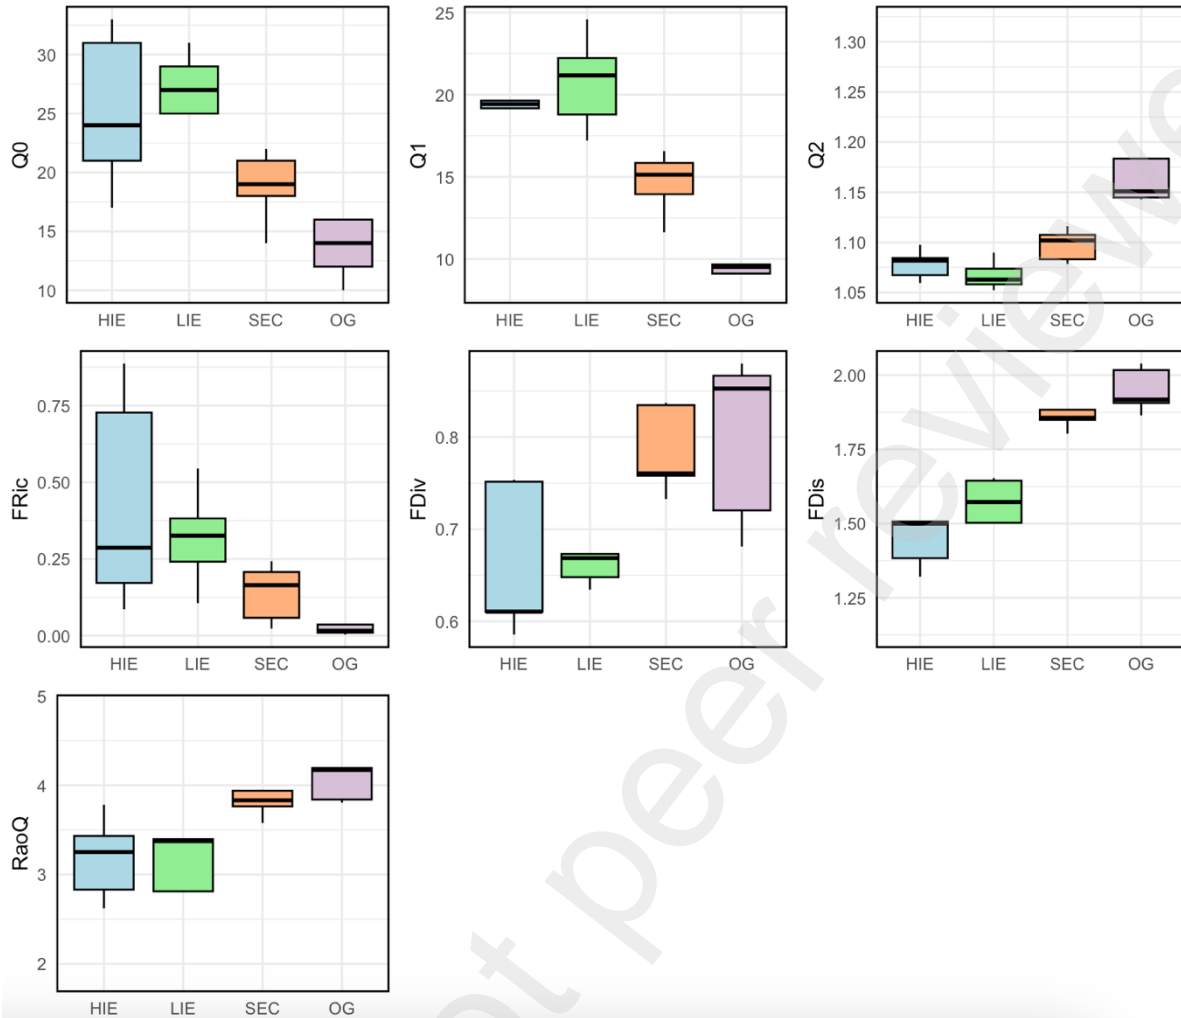 Q0
30
25
20
15
10
HIE LIE SEC OG
Q1
25
20
15
10
HIE LIE SEC OG
Q2
1.30
1.25
1.20
1.15
1.10
1.05
HIE LIE SEC OG
FRic
0.75
0.50
0.25
0.00
HIE LIE SEC OG
FDiv
0.8
0.7
0.6
HIE LIE SEC OG
FDis
2.00
1.75
1.50
1.25
HIE LIE SEC OG
RaoQ
5
4
3
2
HIE LIE SEC OG
ot peer reviewe